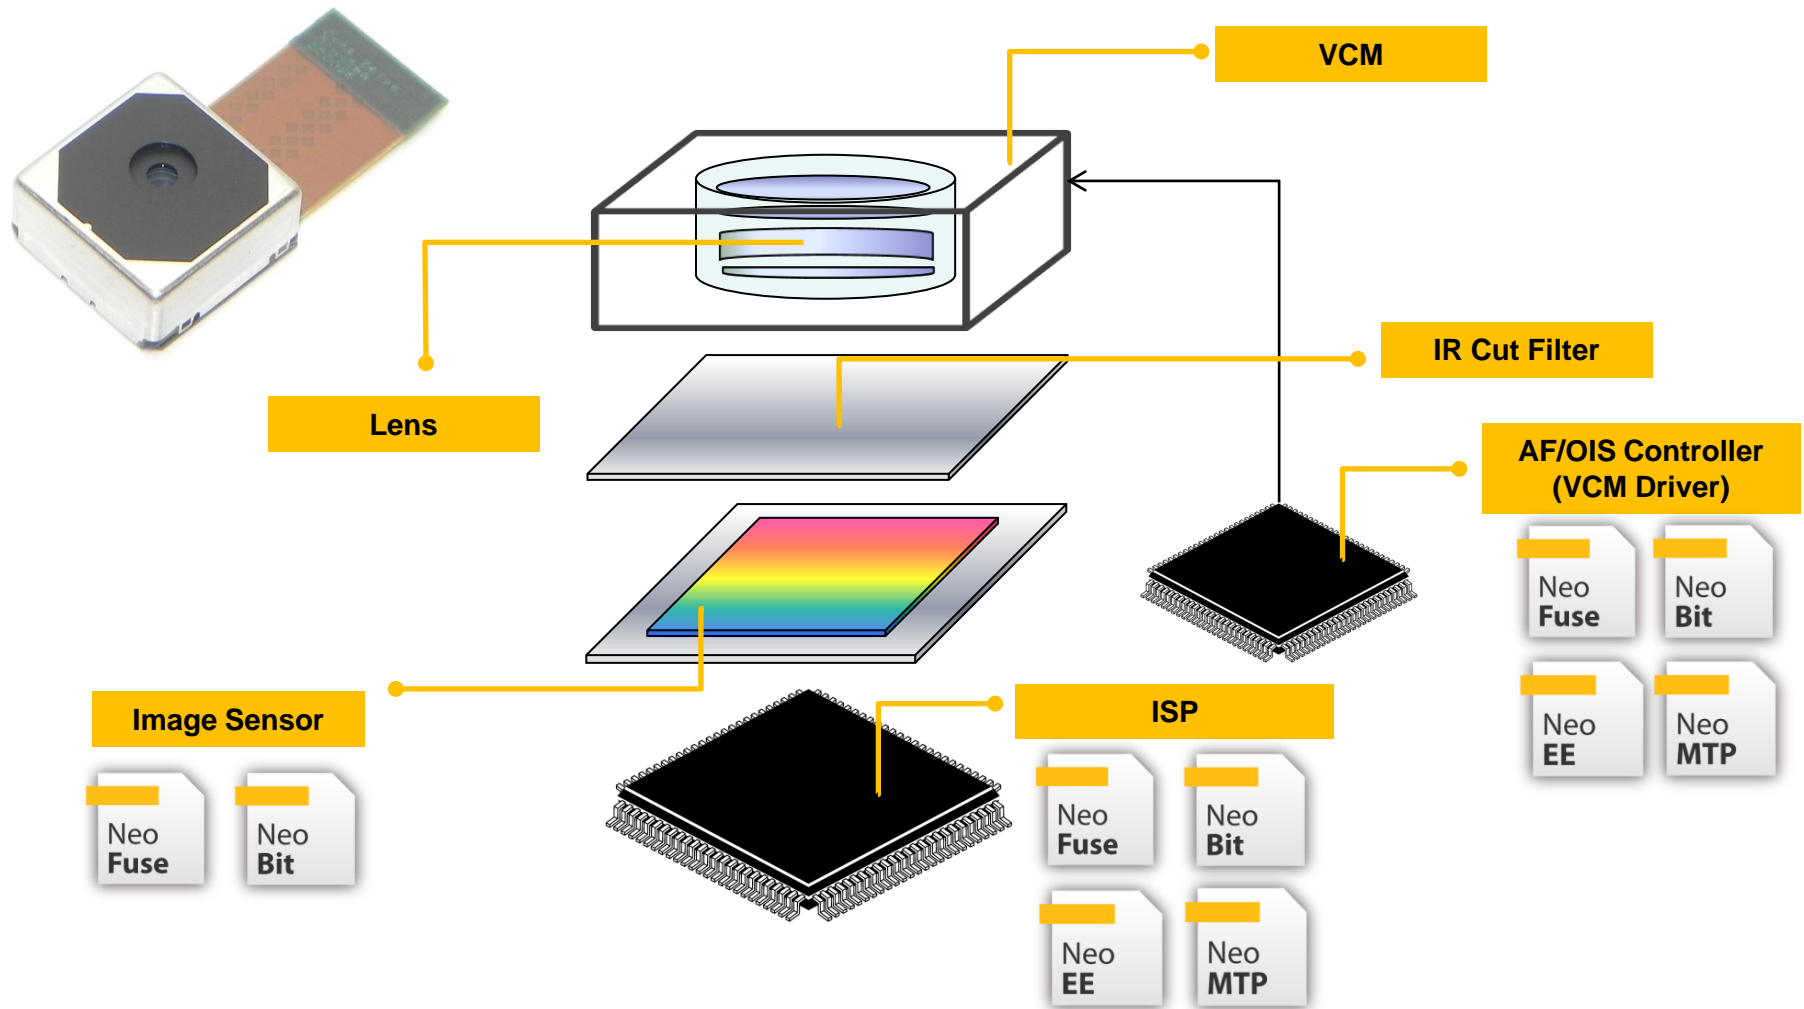 VCM
IR Cut Filter
Lens
AF/OIS Controller
(VCM Driver)
Neo
Fuse
Neo
Bit
Neo
EE
Neo
MTP
Image Sensor
Neo
Fuse
Neo
Bit
ISP
Neo
Fuse
Neo
Bit
Neo
EE
Neo
MTP